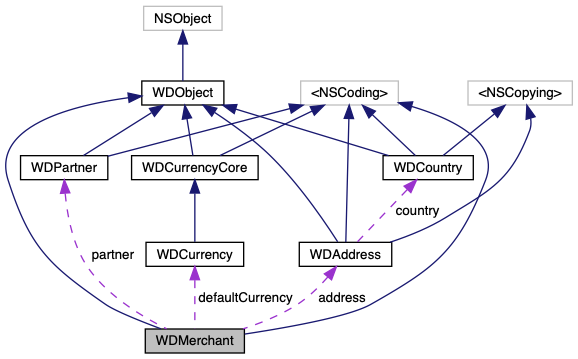 NSObject
WDObject
<NSCoding>
<NSCopying>
WDPartner
WDCurrencyCore
WDCountry
country
WDCurrency
WDAddress
partner
defaultCurrency
address
WDMerchant